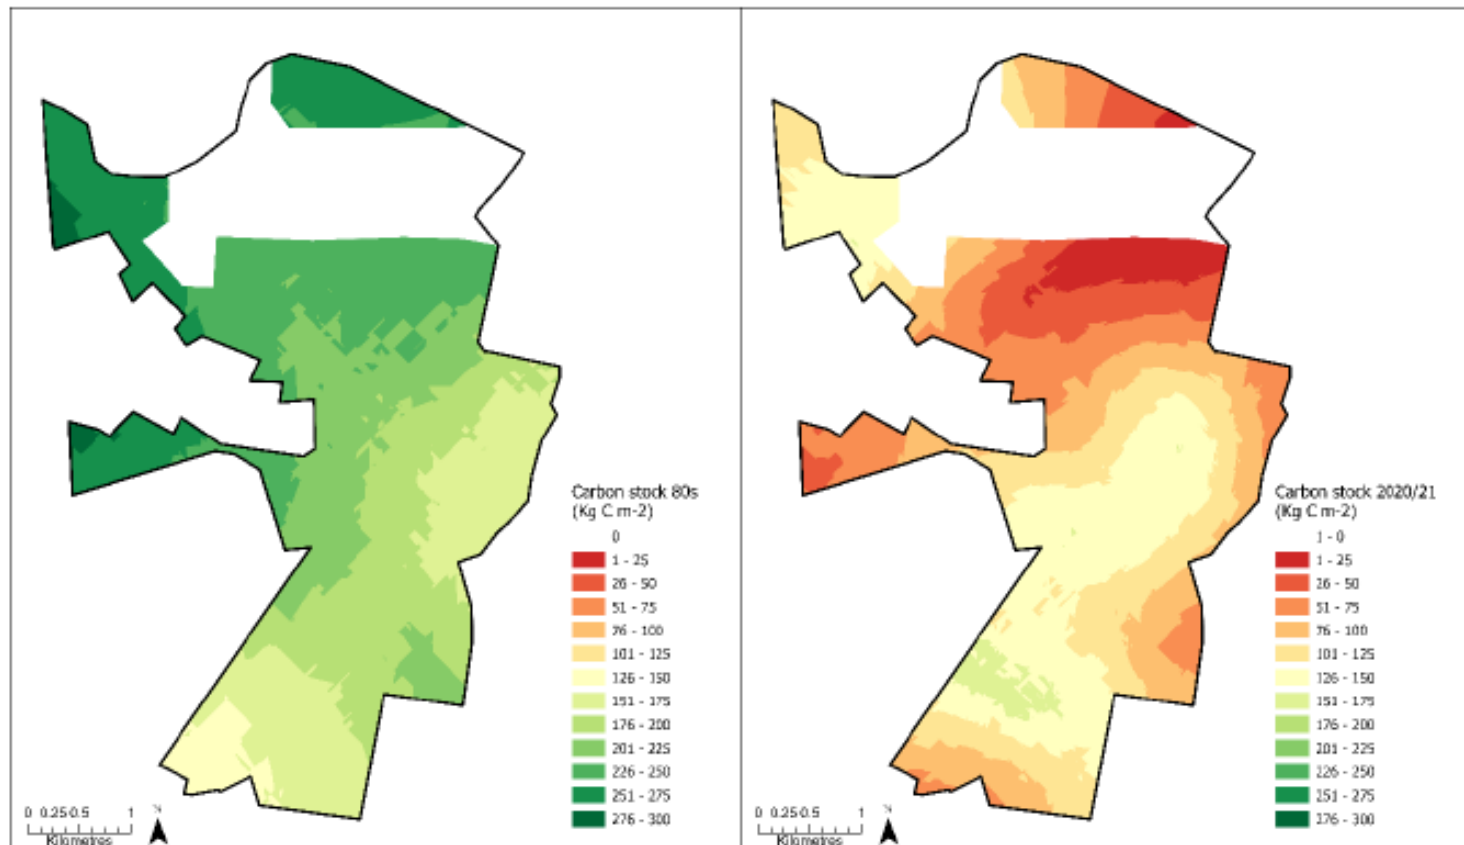 Carbon stock 80s
(Kg C m-2)
0
1 - 25
26 - 50
51 - 75
76 - 100
101 - 125
126 - 150
151 - 175
176 - 200
201 - 225
226 - 250
251 - 275
276 - 300
0 0.25 0.5 1
Kilometres
N
Carbon stock 2020/21
(Kg C m-2)
1 - 0
1 - 25
26 - 50
51 - 75
76 - 100
101 - 125
126 - 150
151 - 175
176 - 200
201 - 225
226 - 250
251 - 275
276 - 300
0 0.25 0.5 1
Kilometres
N